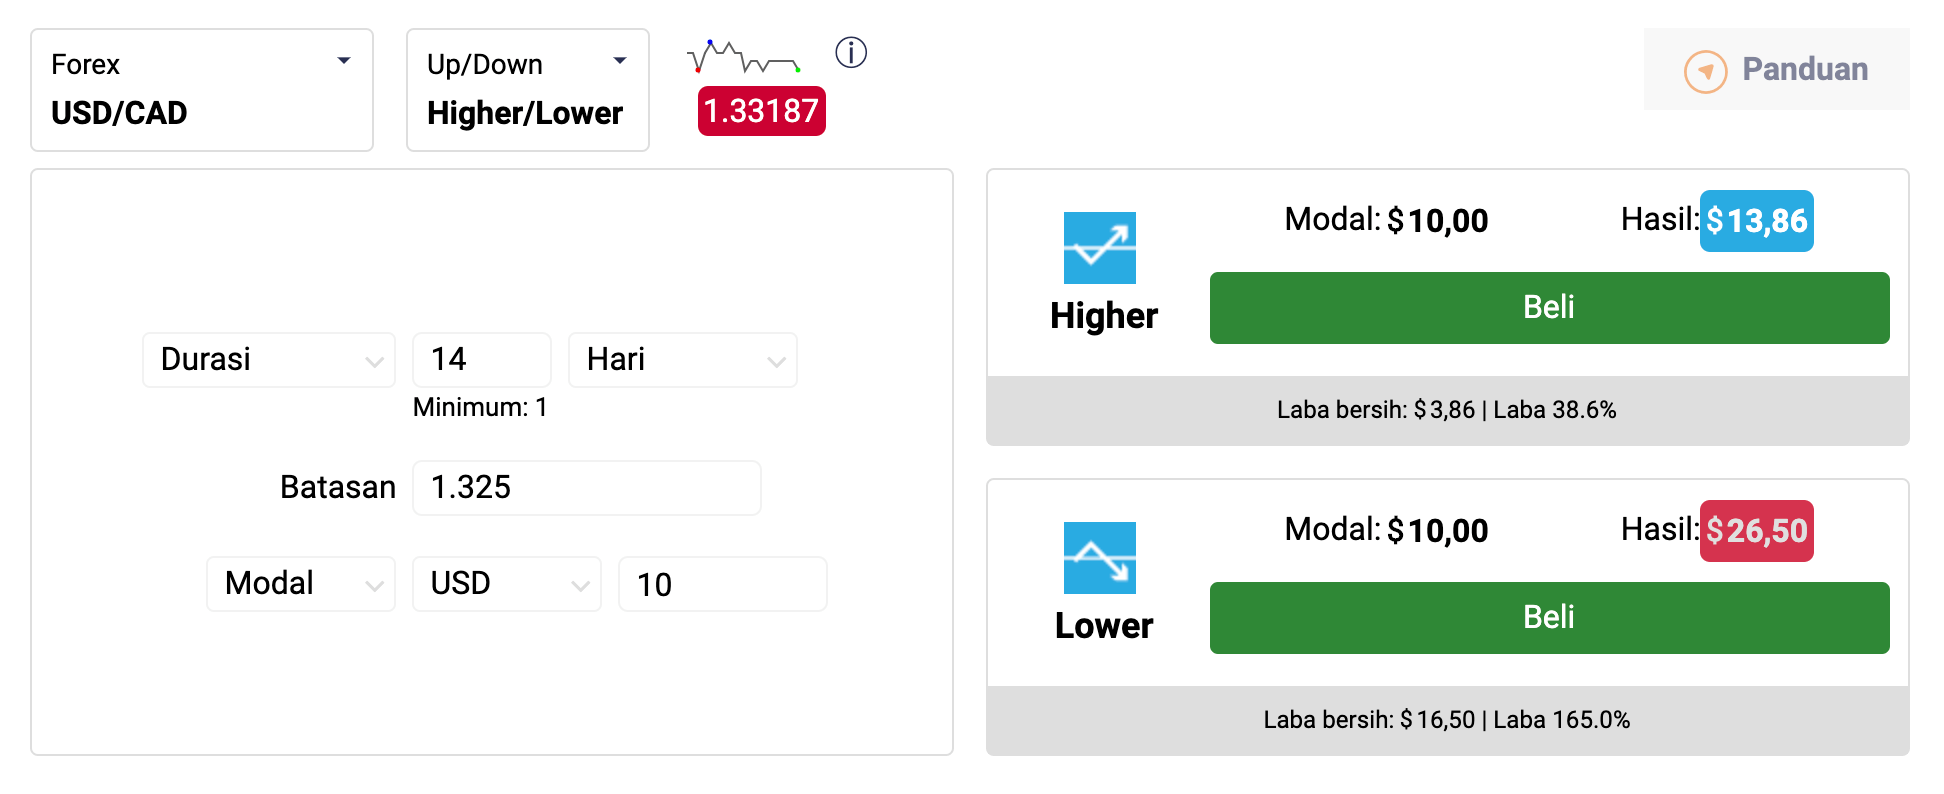 Forex
USD/CAD
Up/Down
Higher/Lower
1.33187
Panduan
Durasi 14 Hari
Minimum: 1
Batasan 1.325
Modal USD 10
Modal: $10,00 Hasil: $13,86
Higher
Beli
Laba bersih: $3,86 | Laba 38.6%
Modal: $10,00 Hasil: $26,50
Lower
Beli
Laba bersih: $16,50 | Laba 165.0%